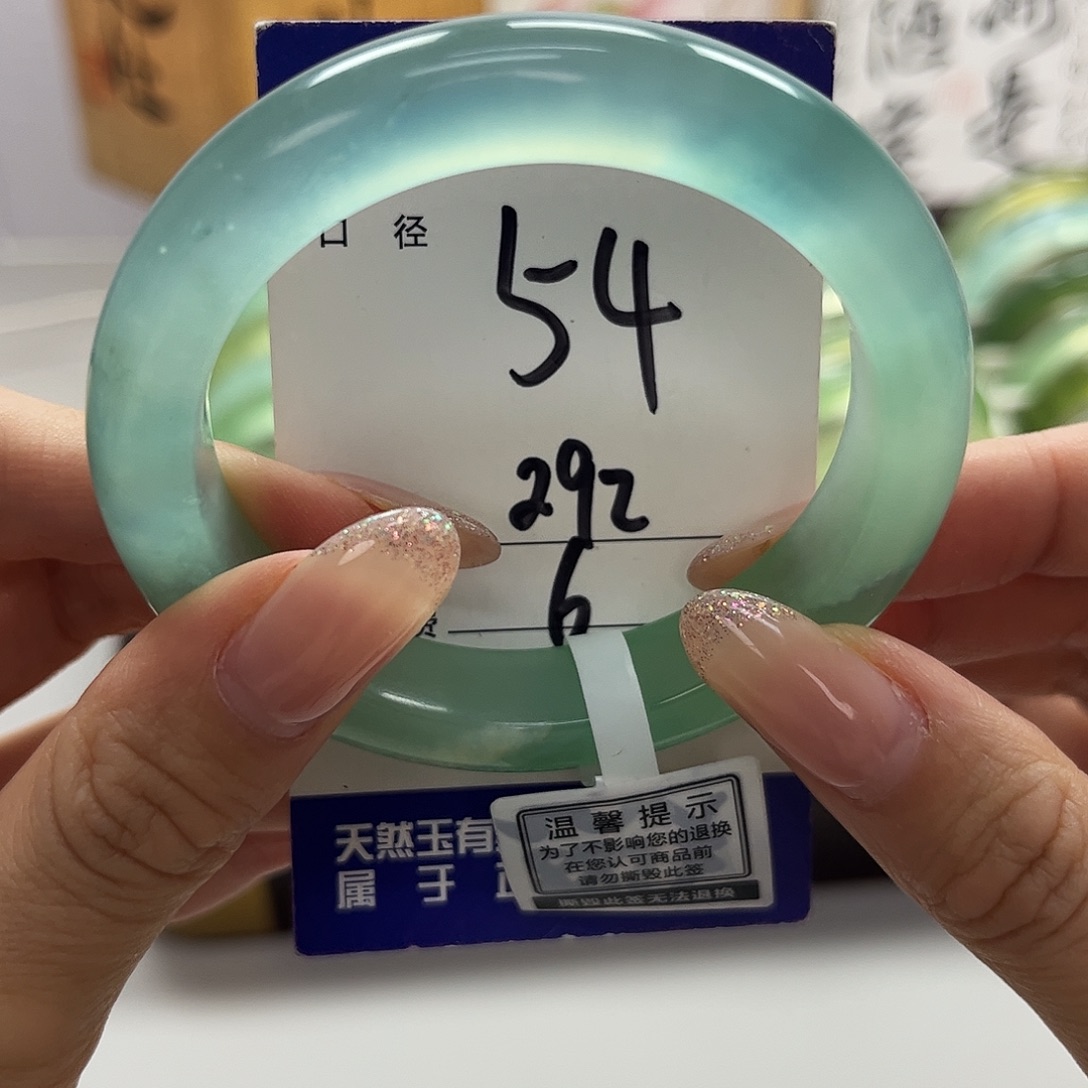 口 径
54
292
6
费
天然玉有
属 于
温馨提示
为了不影响您的退换
在您认可商品前
请勿撕毁此签
撕毁此签无法退换